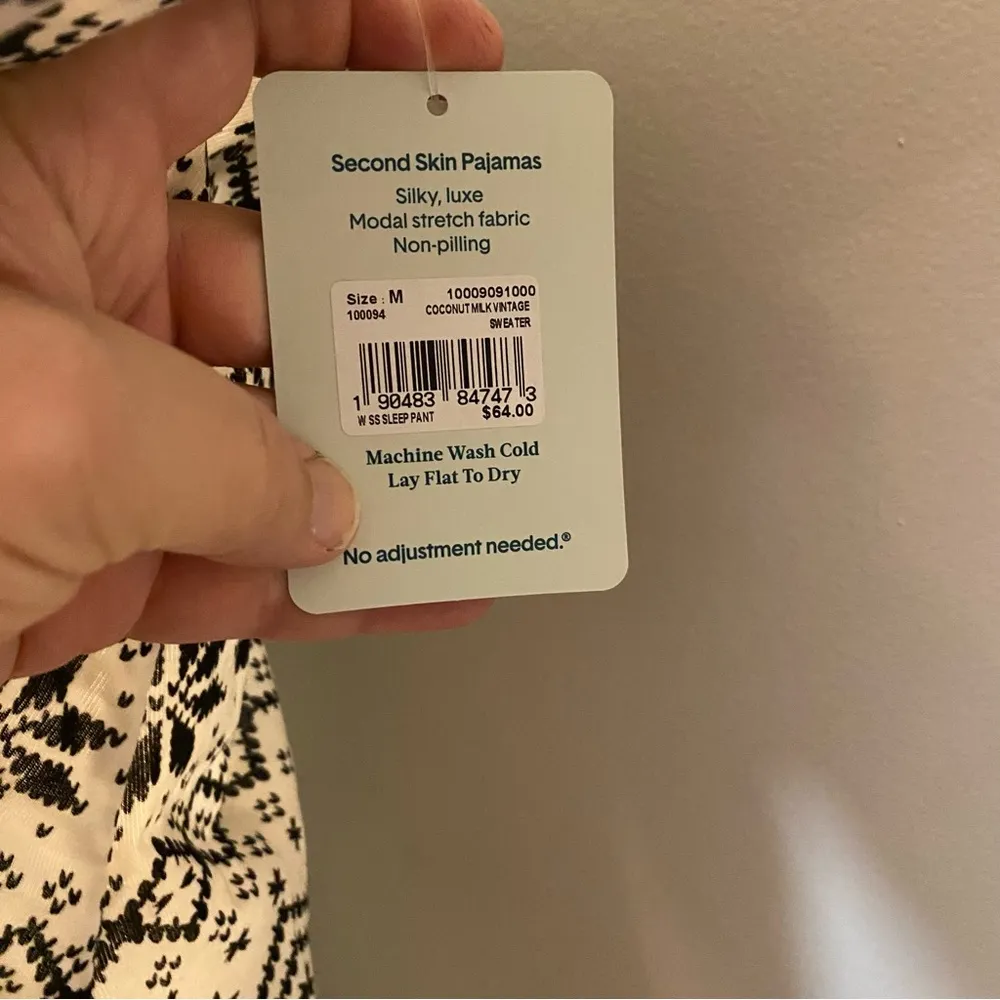 Second Skin Pajamas
Silky, luxe
Modal stretch fabric
Non-pilling
Size : M 10009091000
100094 COCONUT MILK VINTAGE
SWEATER
1 90483 84747 3
W SS SLEEP PANT $64.00
Machine Wash Cold
Lay Flat To Dry
No adjustment needed.®